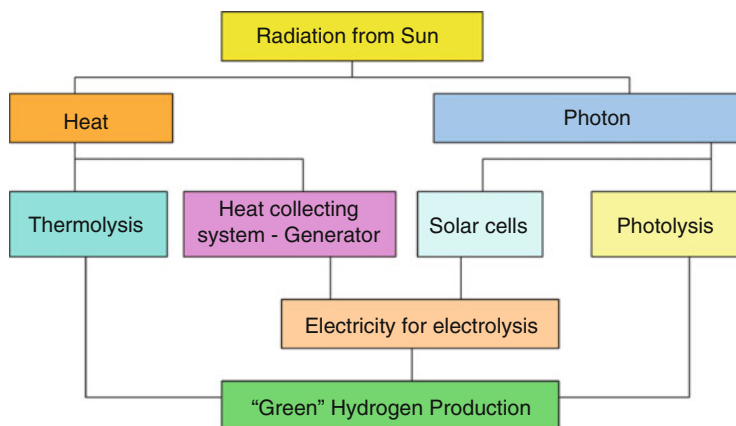 Radiation from Sun
Heat
Photon
Thermolysis
Heat collecting
system - Generator
Solar cells
Photolysis
Electricity for electrolysis
“Green” Hydrogen Production